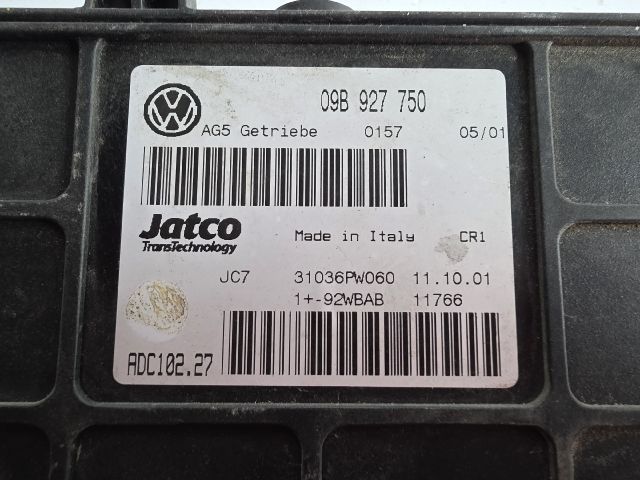 VW 09B 927 750
AG5 Getriebe 0157 05/01
Jatco
TransTechnology
Made in Italy CR1
JC7 31036PW060 11.10.01
1+-92WBAB 11766
ADC102.27